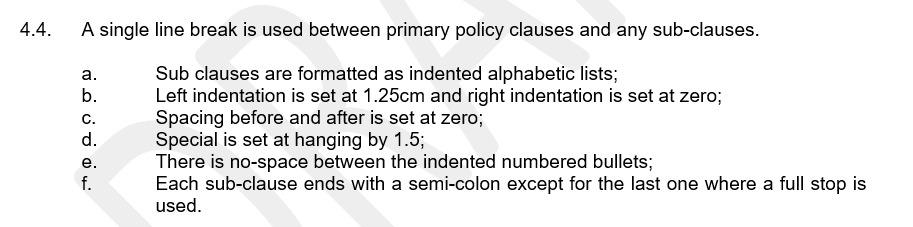 4.4. A single line break is used between primary policy clauses and any sub-clauses.
a. Sub clauses are formatted as indented alphabetic lists;
b. Left indentation is set at 1.25cm and right indentation is set at zero;
c. Spacing before and after is set at zero;
d. Special is set at hanging by 1.5;
e. There is no-space between the indented numbered bullets;
f. Each sub-clause ends with a semi-colon except for the last one where a full stop is
used.